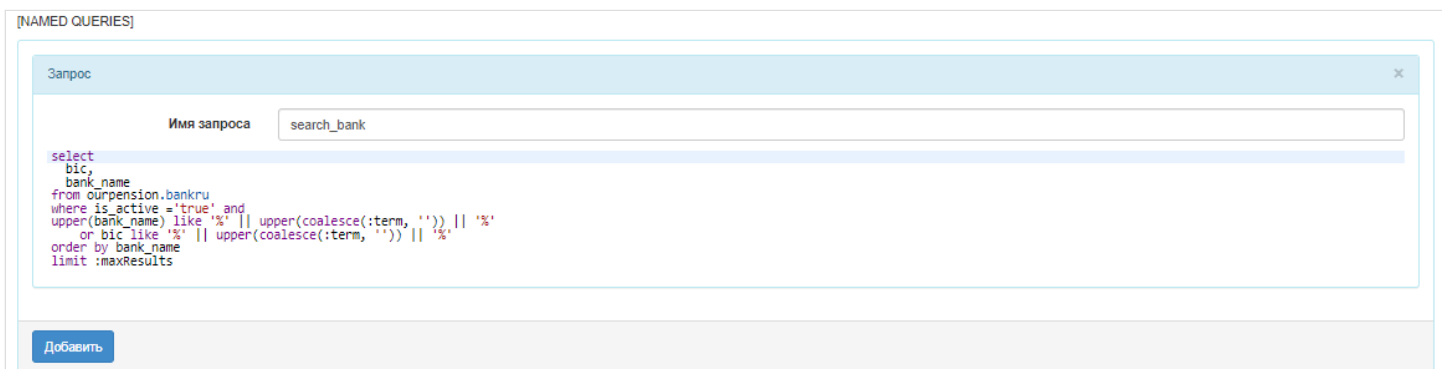 [NAMED QUERIES]
Запрос ×
Имя запроса search_bank
select
  bic,
  bank_name
from ourpension.bankru
where is_active ='true' and
upper(bank_name) like '%' || upper(coalesce(:term, '')) || '%'
    or bic like '%' || upper(coalesce(:term, '')) || '%'
order by bank_name
limit :maxResults
Добавить